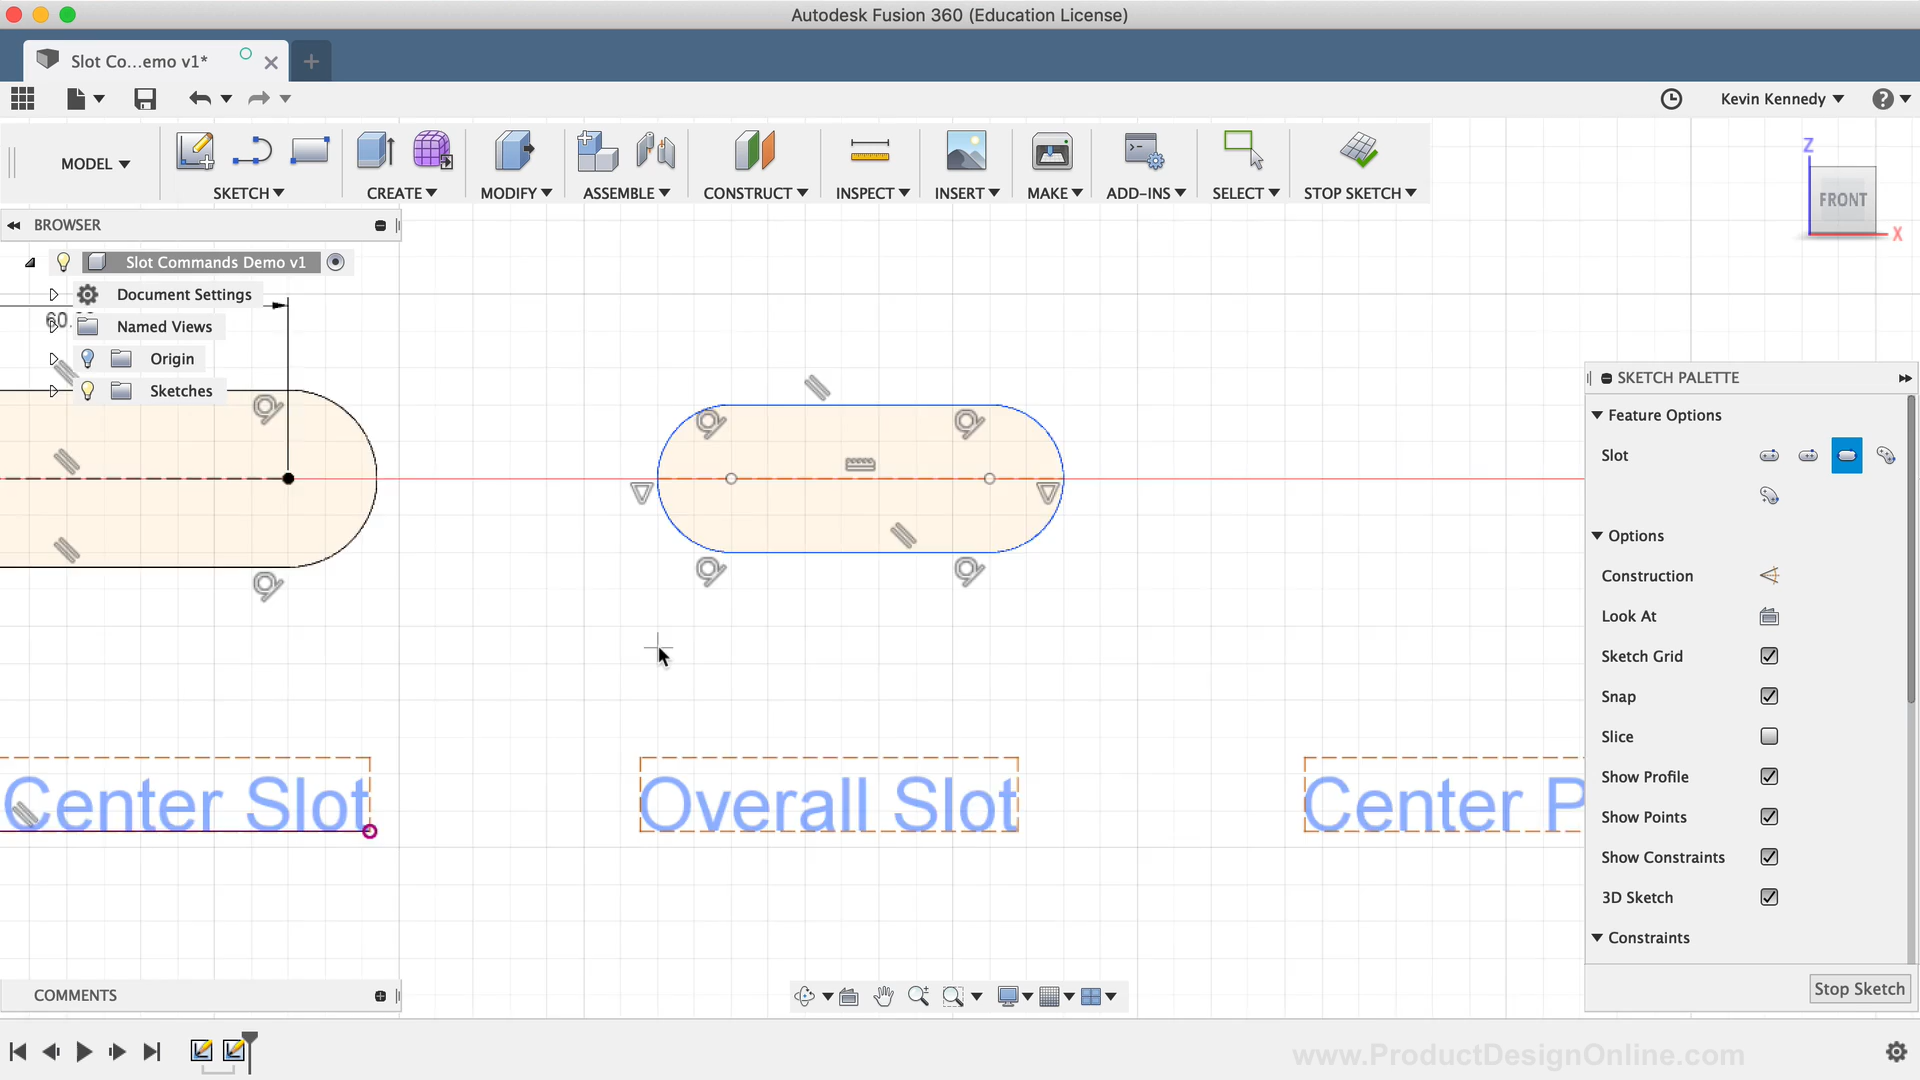 Autodesk Fusion 360 (Education License)
Slot Co...emo v1*
Kevin Kennedy
MODEL
SKETCH
CREATE
MODIFY
ASSEMBLE
CONSTRUCT
INSPECT
INSERT
MAKE
ADD-INS
SELECT
STOP SKETCH
Z
FRONT
X
BROWSER
Slot Commands Demo v1
Document Settings
Named Views
Origin
Sketches
SKETCH PALETTE
Feature Options
Slot
Options
Construction
Look At
Sketch Grid
Snap
Slice
Show Profile
Show Points
Show Constraints
3D Sketch
Constraints
Stop Sketch
Center Slot
Overall Slot
Center P
COMMENTS
www.ProductDesignOnline.com